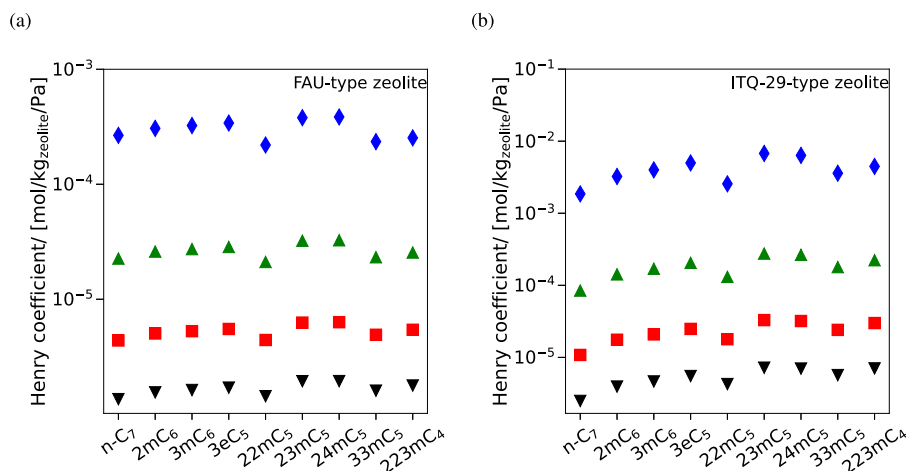 (a)
FAU-type zeolite
Henry coefficient/ [mol/kg_zeolite/Pa]
10⁻³
10⁻⁴
10⁻⁵
n-C₇
2mC₆
3mC₆
3eC₅
22mC₅
23mC₅
24mC₅
33mC₅
223mC₄
(b)
ITQ-29-type zeolite
Henry coefficient/ [mol/kg_zeolite/Pa]
10⁻¹
10⁻²
10⁻³
10⁻⁴
10⁻⁵
n-C₇
2mC₆
3mC₆
3eC₅
22mC₅
23mC₅
24mC₅
33mC₅
223mC₄